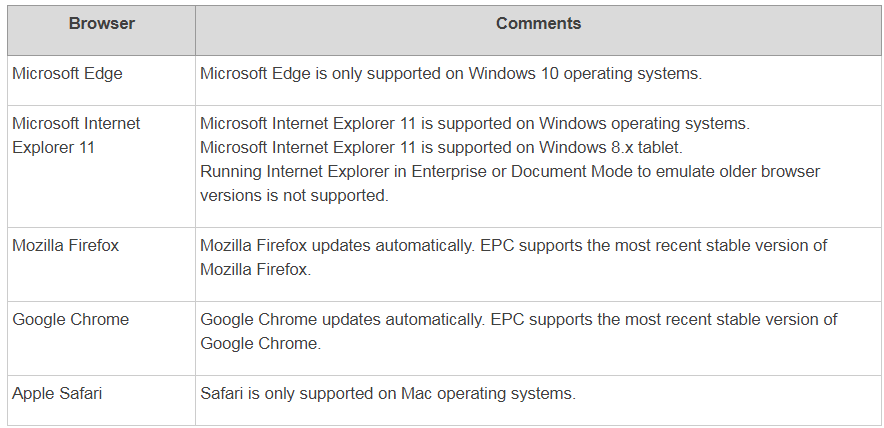 Browser
Comments
Microsoft Edge
Microsoft Edge is only supported on Windows 10 operating systems.
Microsoft Internet
Explorer 11
Microsoft Internet Explorer 11 is supported on Windows operating systems.
Microsoft Internet Explorer 11 is supported on Windows 8.x tablet.
Running Internet Explorer in Enterprise or Document Mode to emulate older browser
versions is not supported.
Mozilla Firefox
Mozilla Firefox updates automatically. EPC supports the most recent stable version of
Mozilla Firefox.
Google Chrome
Google Chrome updates automatically. EPC supports the most recent stable version of
Google Chrome.
Apple Safari
Safari is only supported on Mac operating systems.